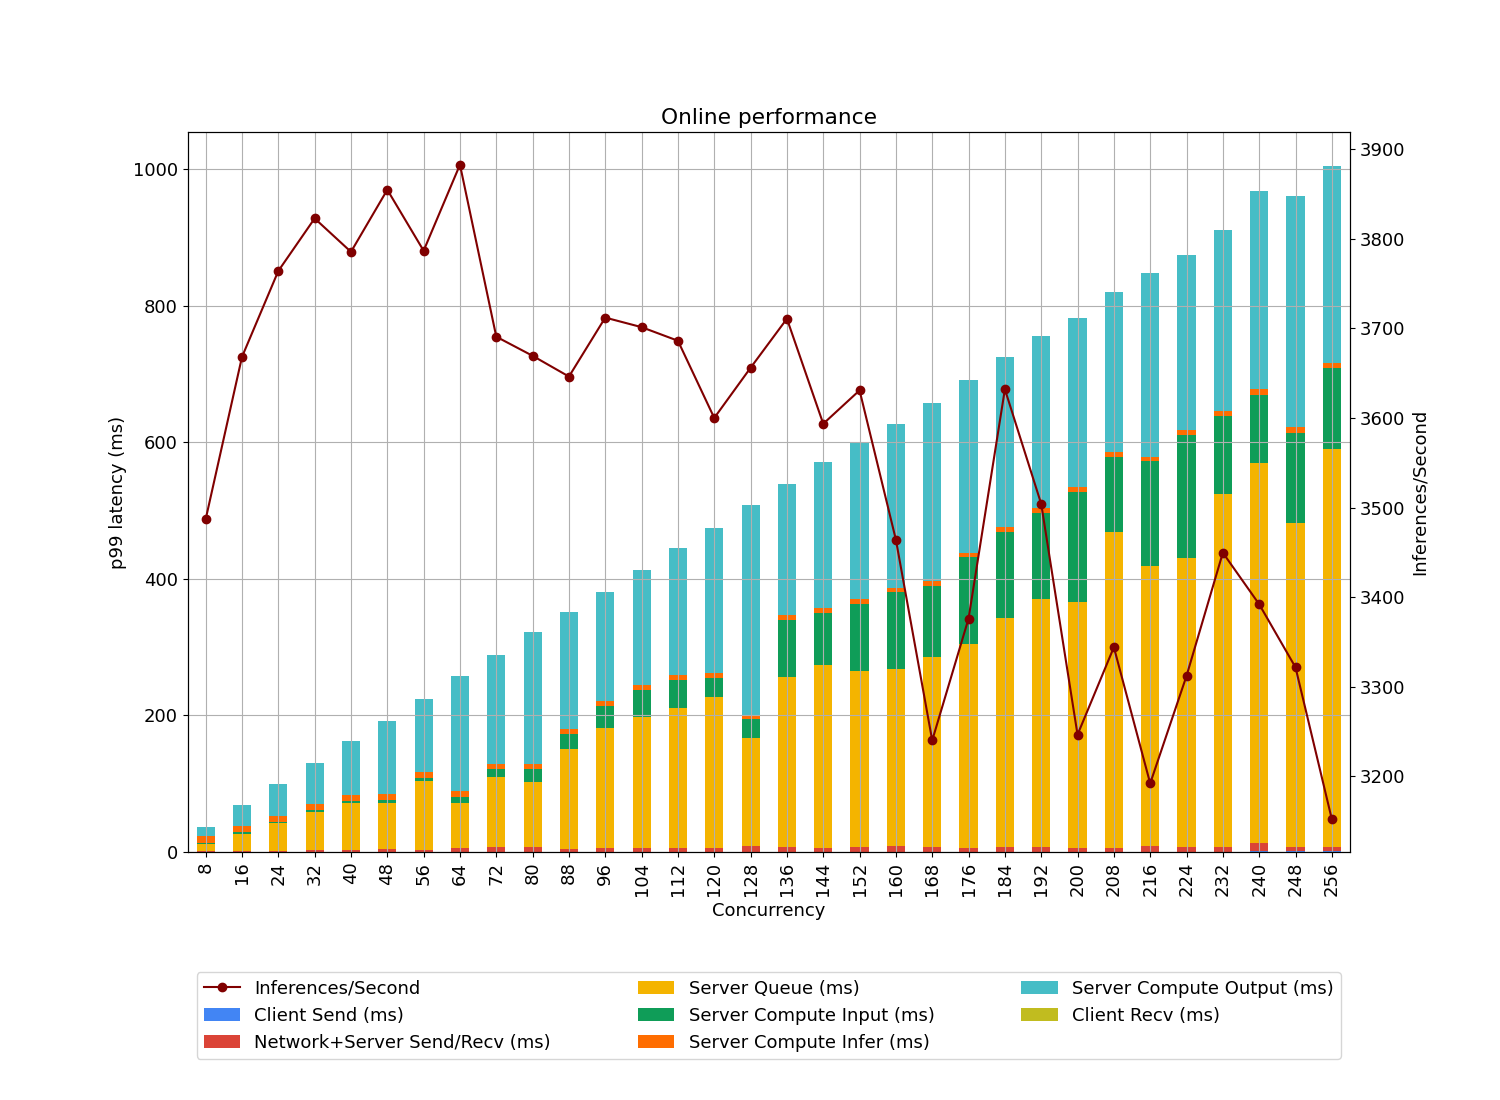 Online performance
1000
800
600
400
200
0
p99 latency (ms)
3900
3800
3700
3600
3500
3400
3300
3200
Inferences/Second
8 16 24 32 40 48 56 64 72 80 88 96 104 112 120 128 136 144 152 160 168 176 184 192 200 208 216 224 232 240 248 256
Concurrency
Inferences/Second
Client Send (ms)
Network+Server Send/Recv (ms)
Server Queue (ms)
Server Compute Input (ms)
Server Compute Infer (ms)
Server Compute Output (ms)
Client Recv (ms)